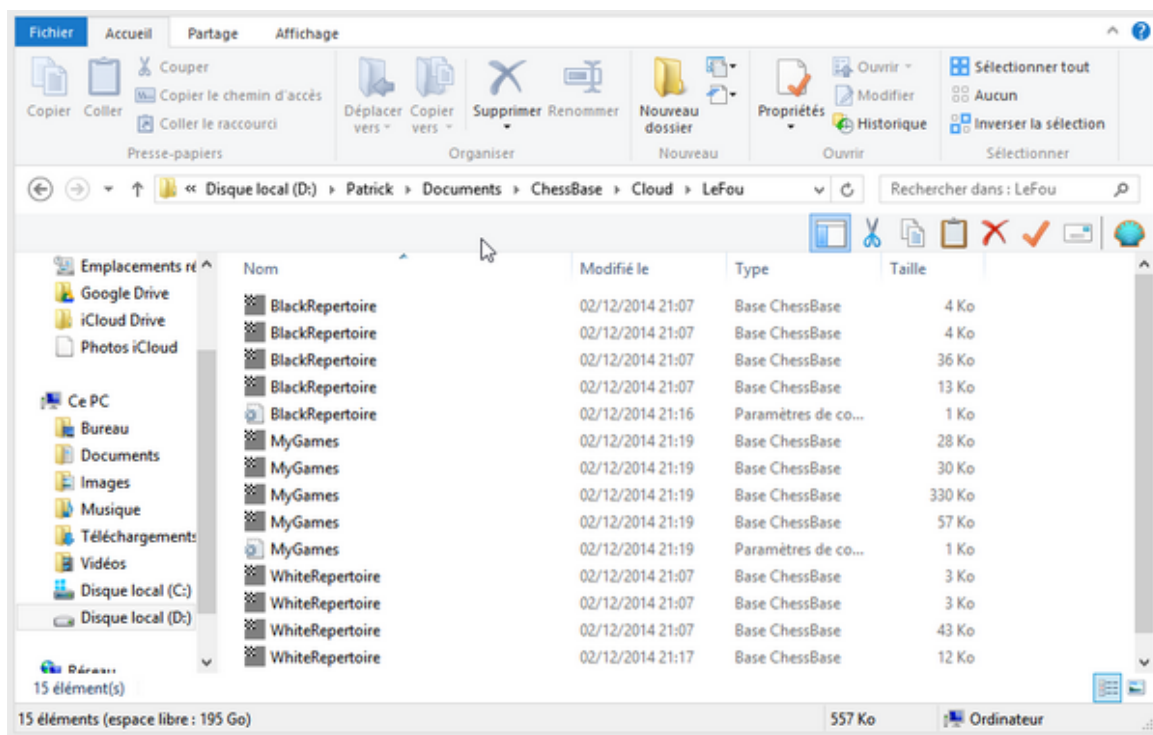 Fichier Accueil Partage Affichage
Couper
Copier le chemin d'accès
Coller le raccourci
Copier Coller
Déplacer vers Copier vers Supprimer Renommer
Nouveau dossier
Propriétés
Ouvrir
Modifier
Historique
Sélectionner tout
Aucun
Inverser la sélection
Presse-papiers Organiser Nouveau Ouvrir Sélectionner
« Disque local (D:) Patrick Documents ChessBase Cloud LeFou Rechercher dans : LeFou
Emplacements ré
Google Drive
iCloud Drive
Photos iCloud
Ce PC
Bureau
Documents
Images
Musique
Téléchargements
Vidéos
Disque local (C:)
Disque local (D:)
Réseau
Nom Modifié le Type Taille
BlackRepertoire 02/12/2014 21:07 Base ChessBase 4 Ko
BlackRepertoire 02/12/2014 21:07 Base ChessBase 4 Ko
BlackRepertoire 02/12/2014 21:07 Base ChessBase 36 Ko
BlackRepertoire 02/12/2014 21:07 Base ChessBase 13 Ko
BlackRepertoire 02/12/2014 21:16 Paramètres de co... 1 Ko
MyGames 02/12/2014 21:19 Base ChessBase 28 Ko
MyGames 02/12/2014 21:19 Base ChessBase 30 Ko
MyGames 02/12/2014 21:19 Base ChessBase 330 Ko
MyGames 02/12/2014 21:19 Base ChessBase 57 Ko
MyGames 02/12/2014 21:19 Paramètres de co... 1 Ko
WhiteRepertoire 02/12/2014 21:07 Base ChessBase 3 Ko
WhiteRepertoire 02/12/2014 21:07 Base ChessBase 3 Ko
WhiteRepertoire 02/12/2014 21:07 Base ChessBase 43 Ko
WhiteRepertoire 02/12/2014 21:17 Base ChessBase 12 Ko
15 élément(s)
15 éléments (espace libre : 195 Go) 557 Ko Ordinateur